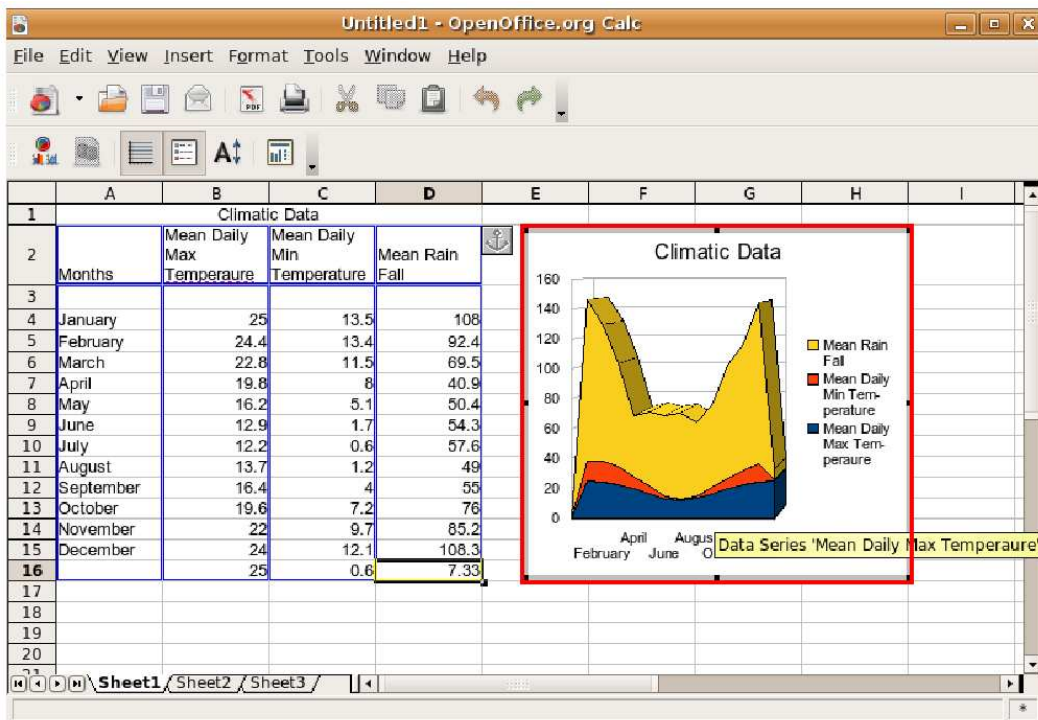 Untitled1 - OpenOffice.org Calc
File Edit View Insert Format Tools Window Help
PDF
A
A B C D E F G H I
1 Climatic Data
2 Months Mean Daily Max Temperaure Mean Daily Min Temperature Mean Rain Fall
3
4 January 25 13.5 108
5 February 24.4 13.4 92.4
6 March 22.8 11.5 69.5
7 April 19.8 8 40.9
8 May 16.2 5.1 50.4
9 June 12.9 1.7 54.3
10 July 12.2 0.6 57.6
11 August 13.7 1.2 49
12 September 16.4 4 55
13 October 19.6 7.2 76
14 November 22 9.7 85.2
15 December 24 12.1 108.3
16 25 0.6 7.33
17
18
19
20
21
Climatic Data
160
140
120
100
80
60
40
20
0
April Augus
February June O
Mean Rain
Fall
Mean Daily
Min Tem-
perature
Mean Daily
Max Tem-
peraure
Data Series 'Mean Daily Max Temperaure'
Sheet1 Sheet2 Sheet3
*